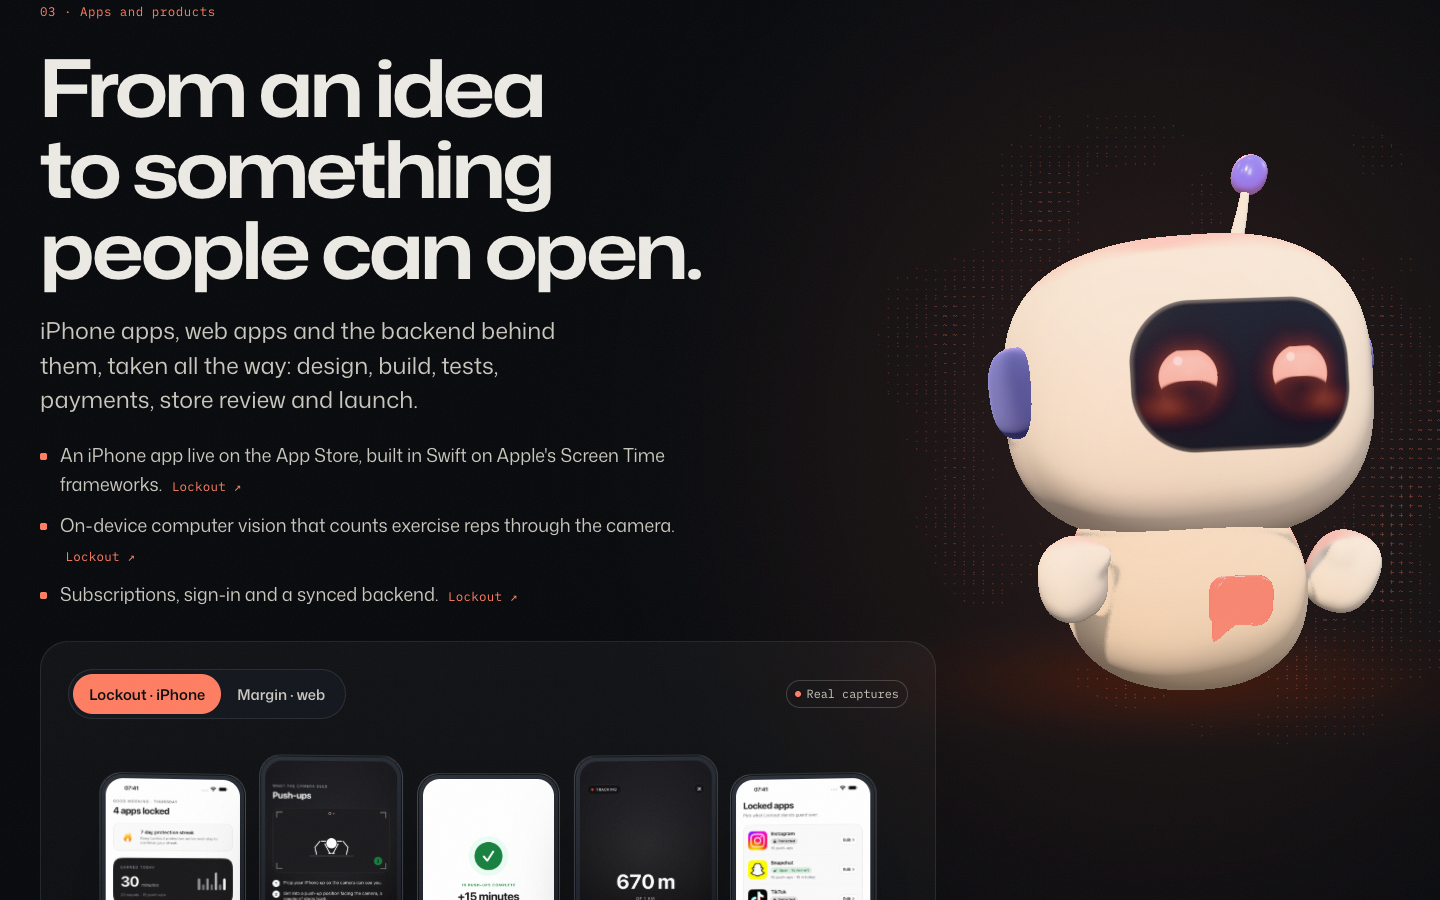 03 · Apps and products
From an idea
to something
people can open.
iPhone apps, web apps and the backend behind
them, taken all the way: design, build, tests,
payments, store review and launch.
An iPhone app live on the App Store, built in Swift on Apple's Screen Time
frameworks. Lockout ↗
On-device computer vision that counts exercise reps through the camera.
Lockout ↗
Subscriptions, sign-in and a synced backend. Lockout ↗
Lockout · iPhone
Margin · web
Real captures
07:41
4 apps locked
7 day protection streak
30 minutes
Push-ups
+15 minutes
TRACKING
670 m
07:41
Locked apps
Instagram
Snapchat
TikTok